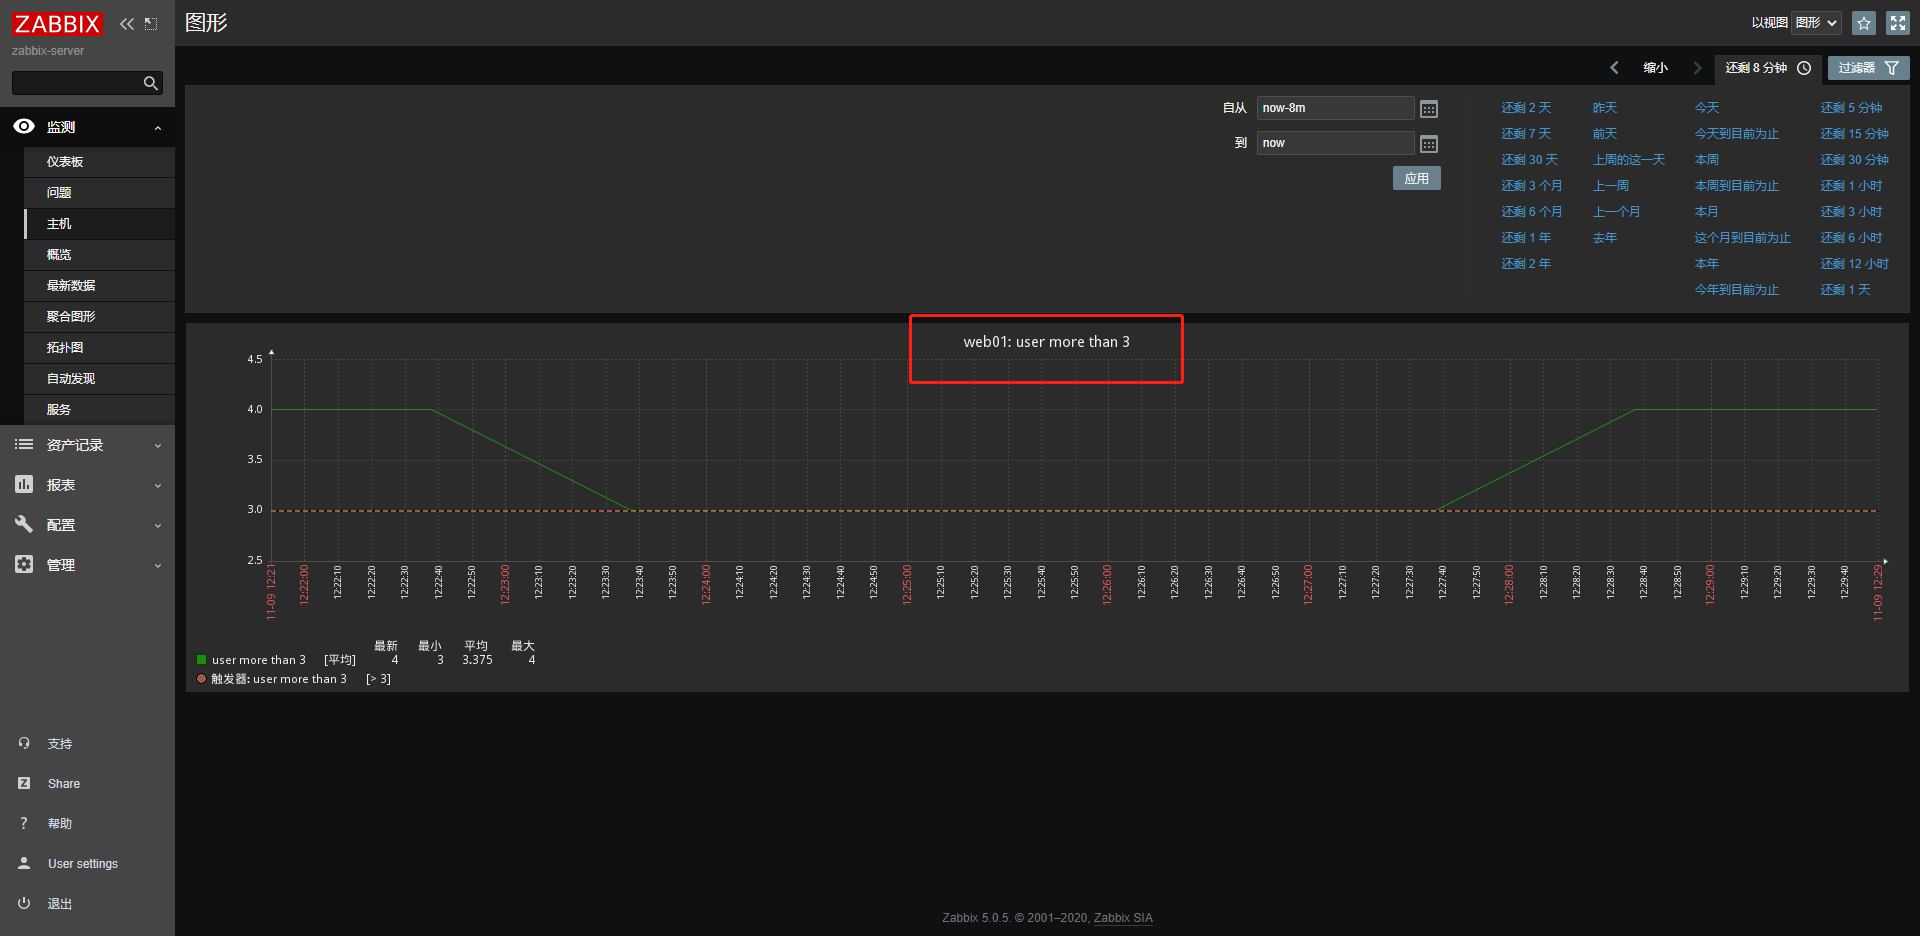 ZABBIX
zabbix-server
监测
仪表板
问题
主机
概览
最新数据
聚合图形
拓扑图
自动发现
服务
资产记录
报表
配置
管理
支持
Share
帮助
User settings
退出
图形
以视图 图形
缩小
还剩 8 分钟
过滤器
自从 now-8m
到 now
应用
还剩 2 天 昨天 今天 还剩 5 分钟
还剩 7 天 前天 今天到目前为止 还剩 15 分钟
还剩 30 天 上周的这一天 本周 还剩 30 分钟
还剩 3 个月 上一周 本周到目前为止 还剩 1 小时
还剩 6 个月 上一个月 本月 还剩 3 小时
还剩 1 年 去年 这个月到目前为止 还剩 6 小时
还剩 2 年 本年 还剩 12 小时
今年到目前为止 还剩 1 天
web01: user more than 3
4.5
4.0
3.5
3.0
2.5
11-09 12:21 12:22:00 12:22:10 12:22:20 12:22:30 12:22:40 12:22:50 12:23:00 12:23:10 12:23:20 12:23:30 12:23:40 12:23:50 12:24:00 12:24:10 12:24:20 12:24:30 12:24:40 12:24:50 12:25:00 12:25:10 12:25:20 12:25:30 12:25:40 12:25:50 12:26:00 12:26:10 12:26:20 12:26:30 12:26:40 12:26:50 12:27:00 12:27:10 12:27:20 12:27:30 12:27:40 12:27:50 12:28:00 12:28:10 12:28:20 12:28:30 12:28:40 12:28:50 12:29:00 12:29:10 12:29:20 12:29:30 12:29:40 11-09 12:29
最新 最小 平均 最大
user more than 3 [平均] 4 3 3.375 4
触发器: user more than 3 [> 3]
Zabbix 5.0.5. © 2001–2020, Zabbix SIA